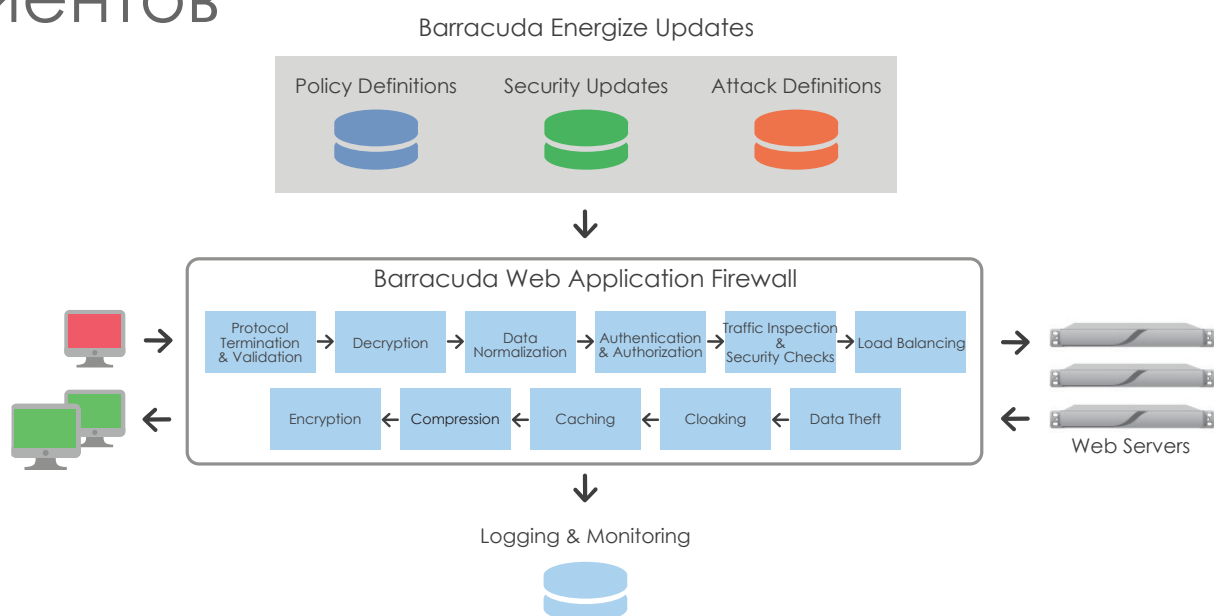 Barracuda Energize Updates
Policy Definitions
Security Updates
Attack Definitions
Barracuda Web Application Firewall
Protocol
Termination
& Validation
Decryption
Data
Normalization
Authentication
& Authorization
Traffic Inspection
&
Security Checks
Load Balancing
Encryption
Compression
Caching
Cloaking
Data Theft
Web Servers
Logging & Monitoring